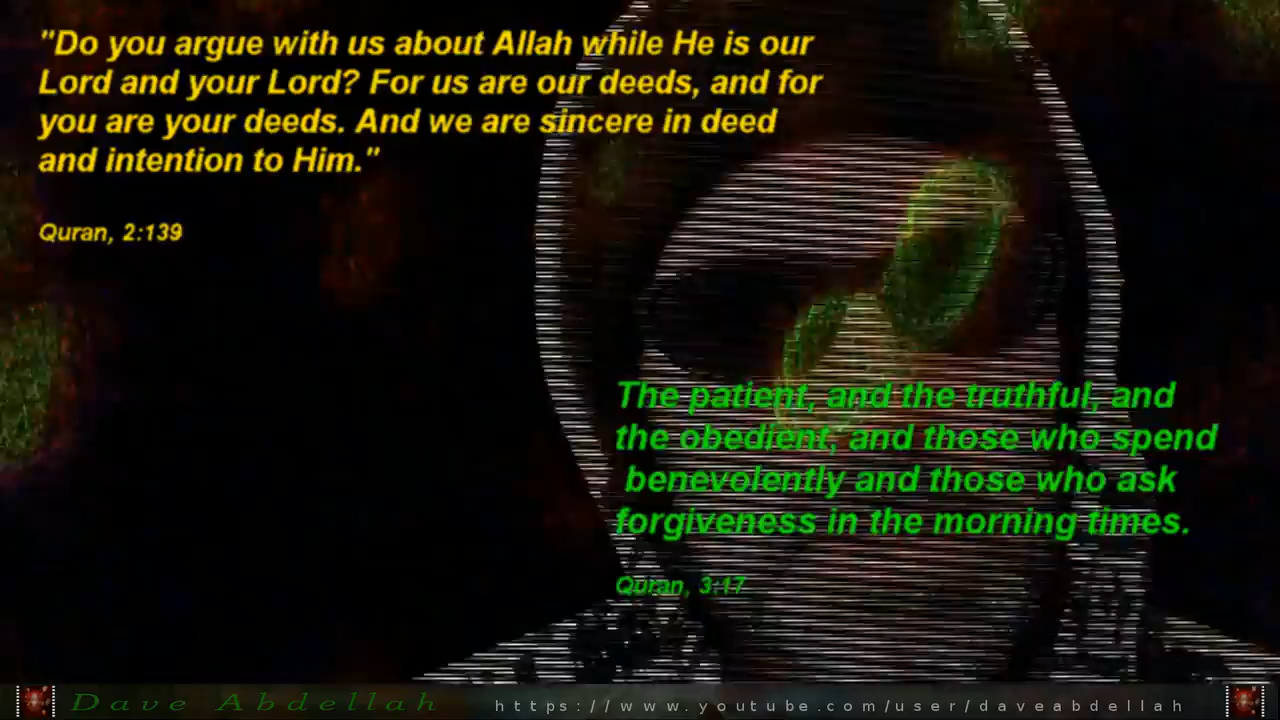 "Do you argue with us about Allah while He is our
Lord and your Lord? For us are our deeds, and for
you are your deeds. And we are sincere in deed
and intention to Him."
Quran, 2:139
The patient, and the truthful, and
the obedient, and those who spend
benevolently and those who ask
forgiveness in the morning times.
Quran, 3:17
Dave Abdellah
https://www.youtube.com/user/daveabdellah